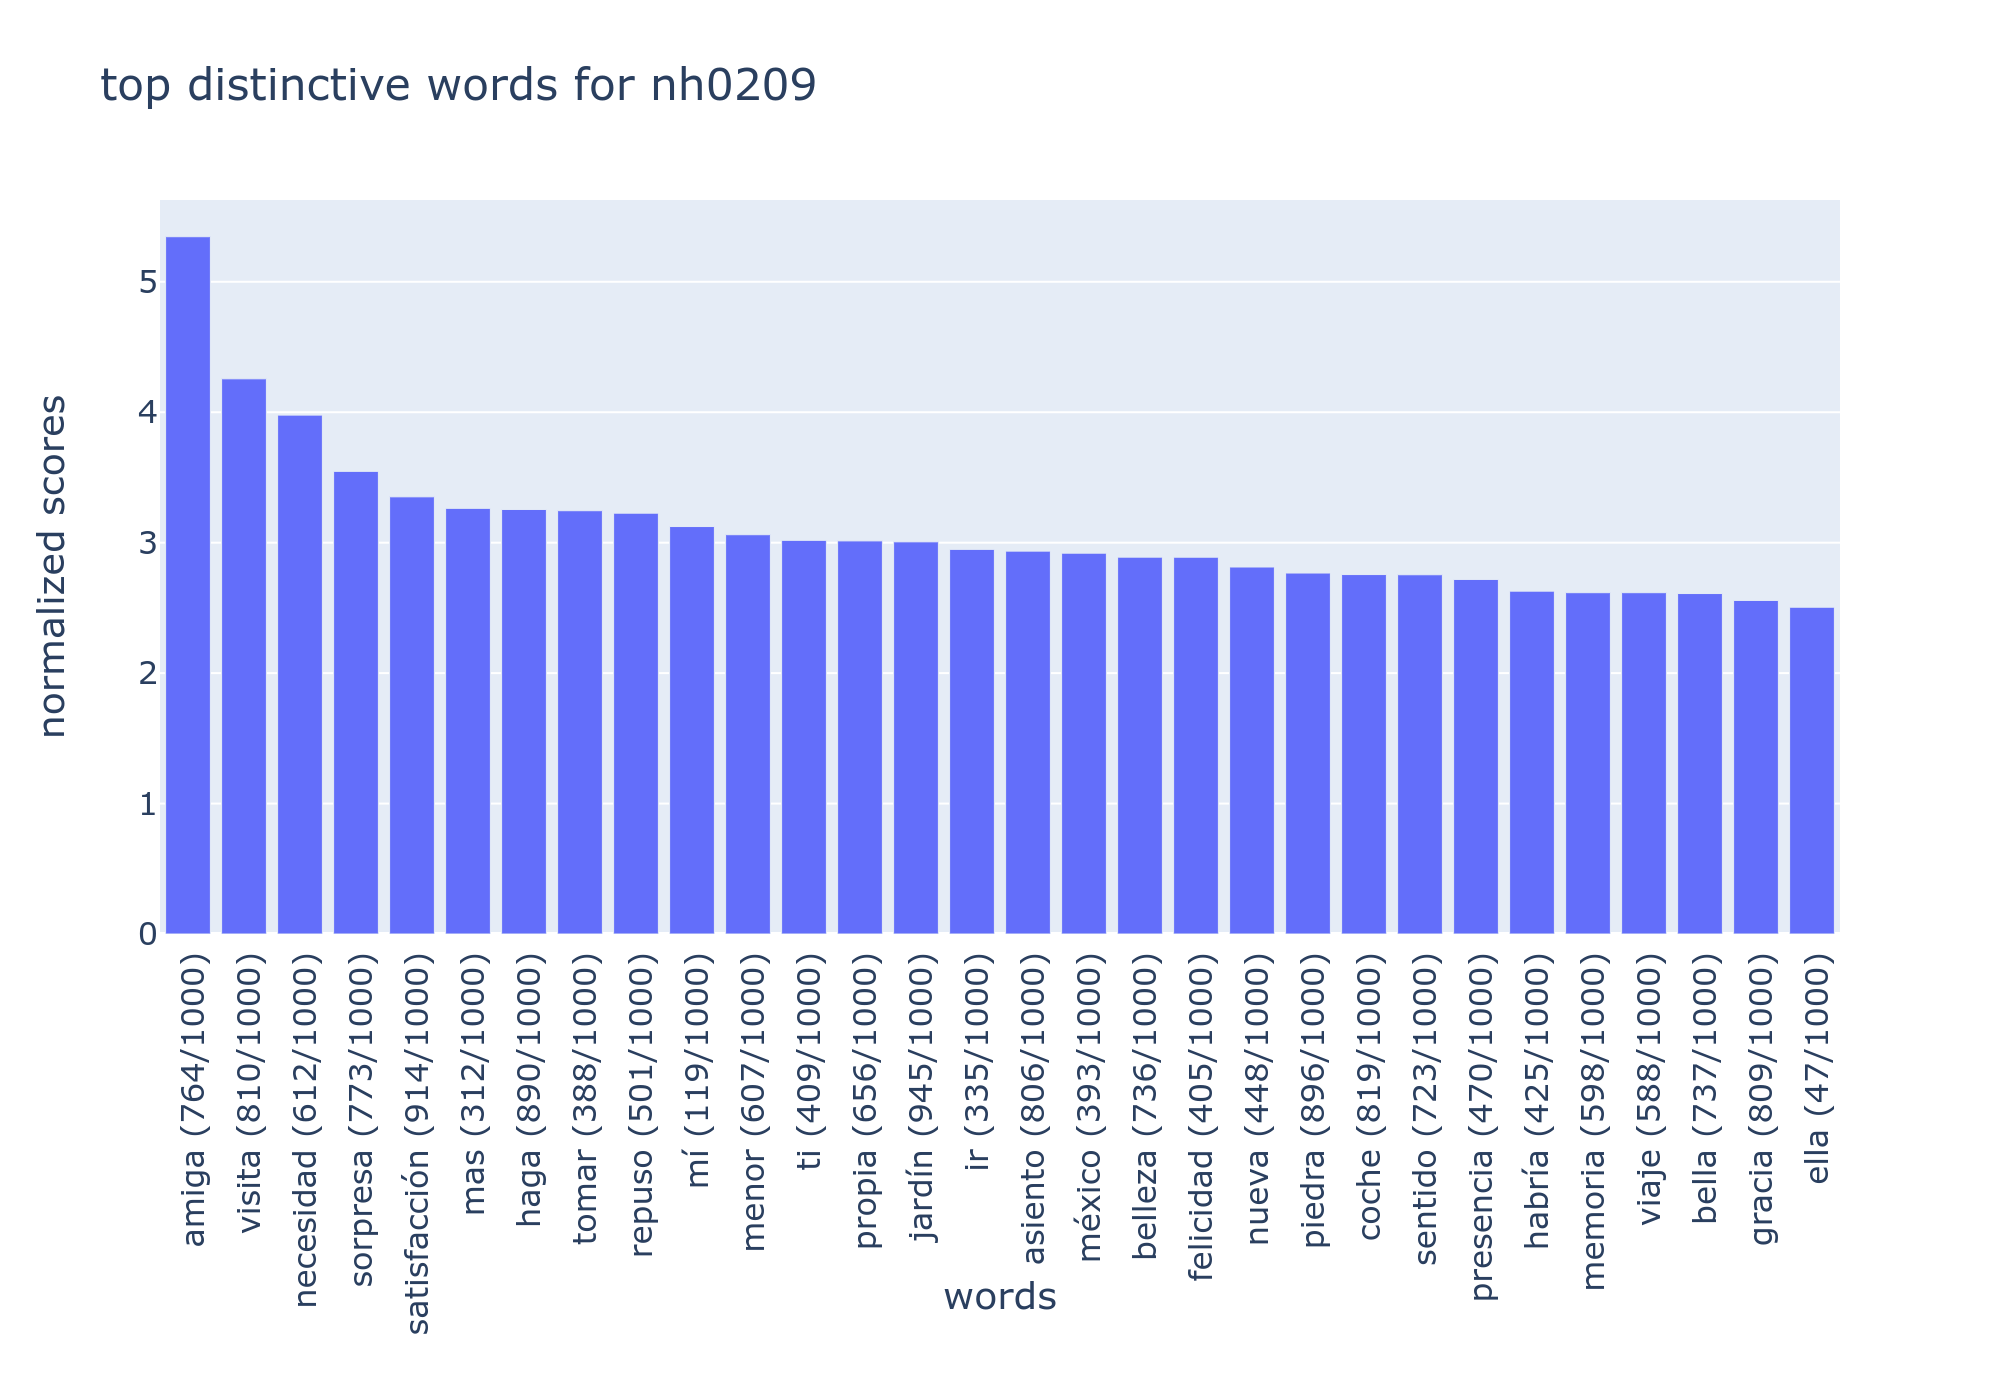 top distinctive words for nh0209
normalized scores
5
4
3
2
1
0
amiga (764/1000)
visita (810/1000)
necesidad (612/1000)
sorpresa (773/1000)
satisfacción (914/1000)
mas (312/1000)
haga (890/1000)
tomar (388/1000)
repuso (501/1000)
mí (119/1000)
menor (607/1000)
ti (409/1000)
propia (656/1000)
jardín (945/1000)
ir (335/1000)
asiento (806/1000)
méxico (393/1000)
belleza (736/1000)
felicidad (405/1000)
nueva (448/1000)
piedra (896/1000)
coche (819/1000)
sentido (723/1000)
presencia (470/1000)
habría (425/1000)
memoria (598/1000)
viaje (588/1000)
bella (737/1000)
gracia (809/1000)
ella (47/1000)
words